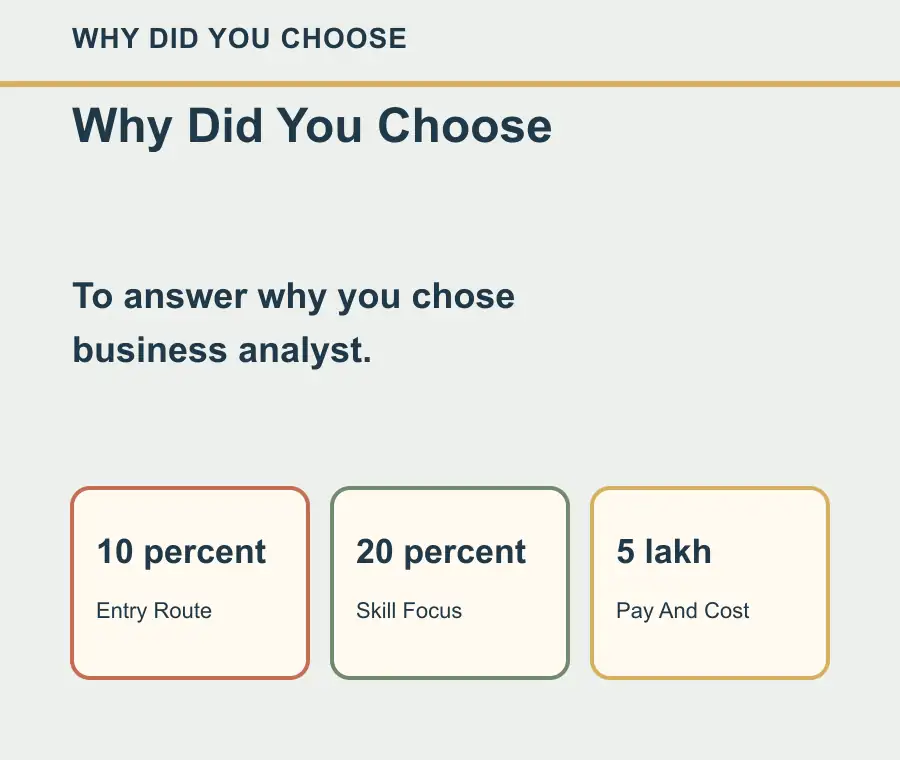 WHY DID YOU CHOOSE
Why Did You Choose
To answer why you chose
business analyst.
10 percent
Entry Route
20 percent
Skill Focus
5 lakh
Pay And Cost